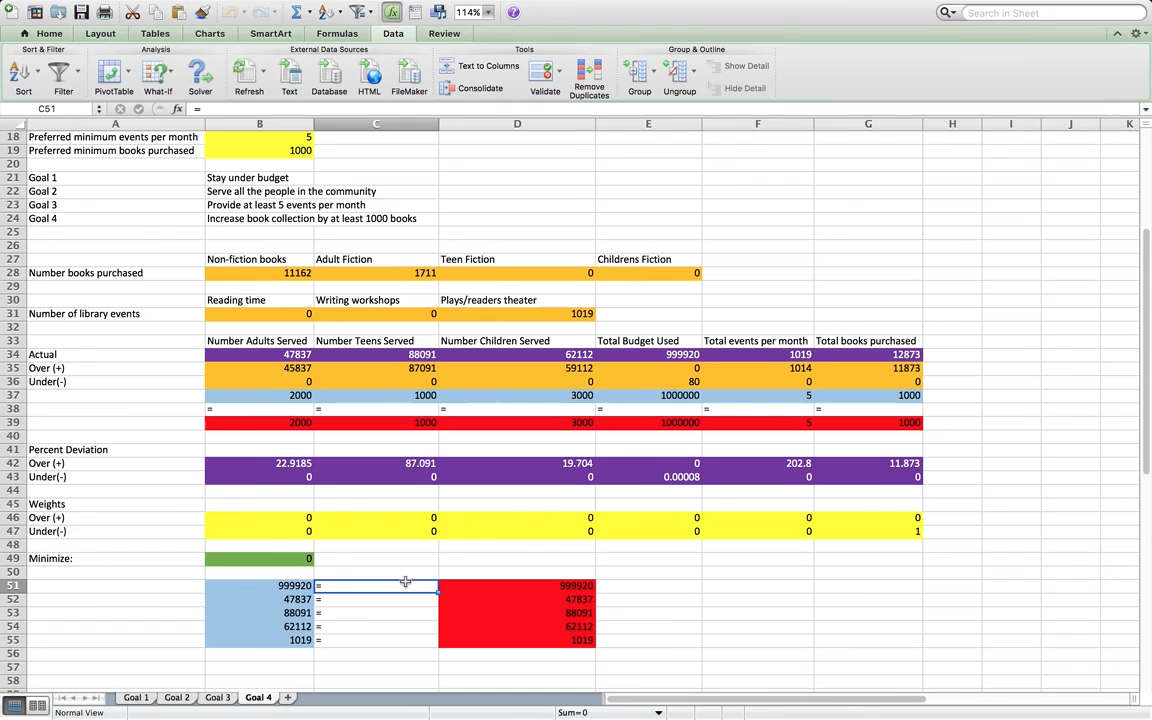 114% Search in Sheet
Home Layout Tables Charts SmartArt Formulas Data Review
Sort & Filter Analysis External Data Sources Tools Group & Outline
Text to Columns Show Detail
Consolidate Hide Detail
Sort Filter PivotTable What-If Solver Refresh Text Database HTML FileMaker Validate Remove Duplicates Group Ungroup
C51 fx =
A B C D E F G H I J K
18 Preferred minimum events per month 5
19 Preferred minimum books purchased 1000
20
21 Goal 1 Stay under budget
22 Goal 2 Serve all the people in the community
23 Goal 3 Provide at least 5 events per month
24 Goal 4 Increase book collection by at least 1000 books
25
26
27 Non-fiction books Adult Fiction Teen Fiction Childrens Fiction
28 Number books purchased 11162 1711 0 0
29
30 Reading time Writing workshops Plays/readers theater
31 Number of library events 0 0 1019
32
33 Number Adults Served Number Teens Served Number Children Served Total Budget Used Total events per month Total books purchased
34 Actual 47837 88091 62112 999920 1019 12873
35 Over (+) 45837 87091 59112 0 1014 11873
36 Under(-) 0 0 0 80 0 0
37 2000 1000 3000 1000000 5 1000
38 = = = = = =
39 2000 1000 3000 1000000 5 1000
40
41 Percent Deviation
42 Over (+) 22.9185 87.091 19.704 0 202.8 11.873
43 Under(-) 0 0 0 0.00008 0 0
44
45 Weights
46 Over (+) 0 0 0 0 0 0
47 Under(-) 0 0 0 0 0 1
48
49 Minimize: 0
50
51 999920 = 999920
52 47837 = 47837
53 88091 = 88091
54 62112 = 62112
55 1019 = 1019
56
57
58
Goal 1 Goal 2 Goal 3 Goal 4
Normal View Sum=0